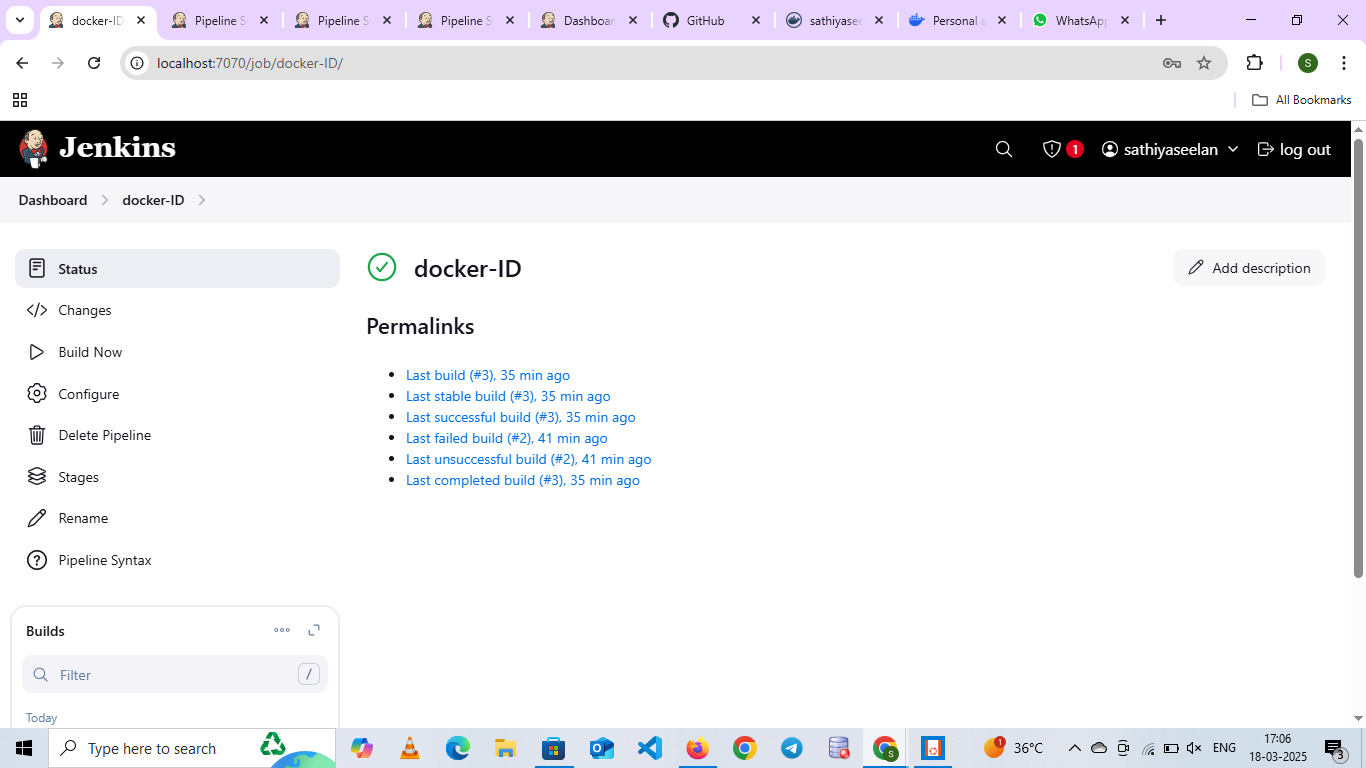 docker-ID
Pipeline S
Pipeline S
Pipeline S
Dashboar
GitHub
sathiyasee
Personal a
WhatsApp
localhost:7070/job/docker-ID/
S
All Bookmarks
Jenkins
1
sathiyaseelan
log out
Dashboard
docker-ID
Status
Changes
Build Now
Configure
Delete Pipeline
Stages
Rename
Pipeline Syntax
docker-ID
Add description
Permalinks
Last build (#3), 35 min ago
Last stable build (#3), 35 min ago
Last successful build (#3), 35 min ago
Last failed build (#2), 41 min ago
Last unsuccessful build (#2), 41 min ago
Last completed build (#3), 35 min ago
Builds
Filter
/
Today
Type here to search
S
1
36°C
ENG
17:06
18-03-2025
3